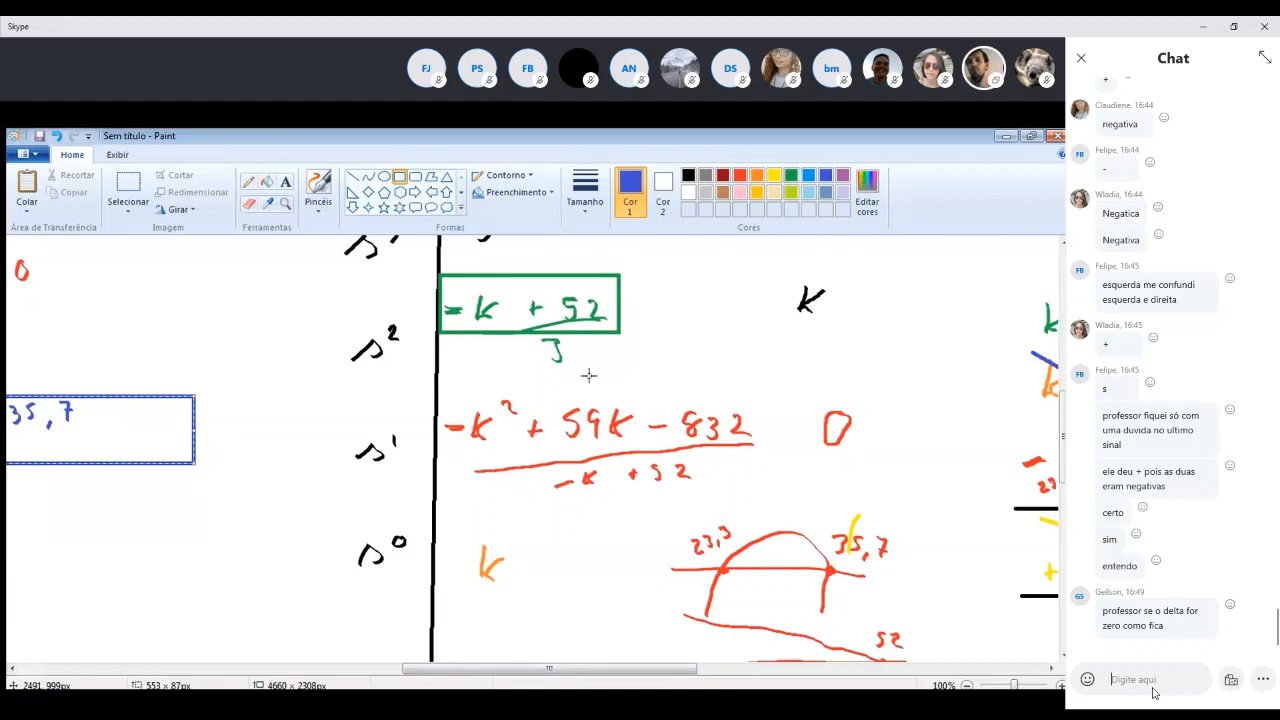 Skype
FJ
PS
FB
AN
DS
bm
Chat
Sem título - Paint
Home
Exibir
Colar
Recortar
Copiar
Área de Transferência
Selecionar
Cortar
Redimensionar
Girar
Imagem
A
Ferramentas
Pincéis
Contorno
Preenchimento
Formas
Tamanho
Cor
1
Cor
2
Editar
cores
Cores
0
35,7
s²
s¹
s⁰
-k + 52
3
k
-k² + 59k - 832
-k + 52
0
k
23,3
35,7
52
2491, 999px
553 × 87px
4660 × 2308px
100%
+
Claudiene, 16:44
negativa
FB
Felipe, 16:44
-
Wladia, 16:44
Negatica
Negativa
Felipe, 16:45
FB
esquerda me confundi
esquerda e direita
Wladia, 16:45
+
Felipe, 16:45
FB
s
professor fiquei só com
uma duvida no ultimo
sinal
ele deu + pois as duas
eram negativas
certo
sim
entendo
Geilson, 16:49
GS
professor se o delta for
zero como fica
Digite aqui